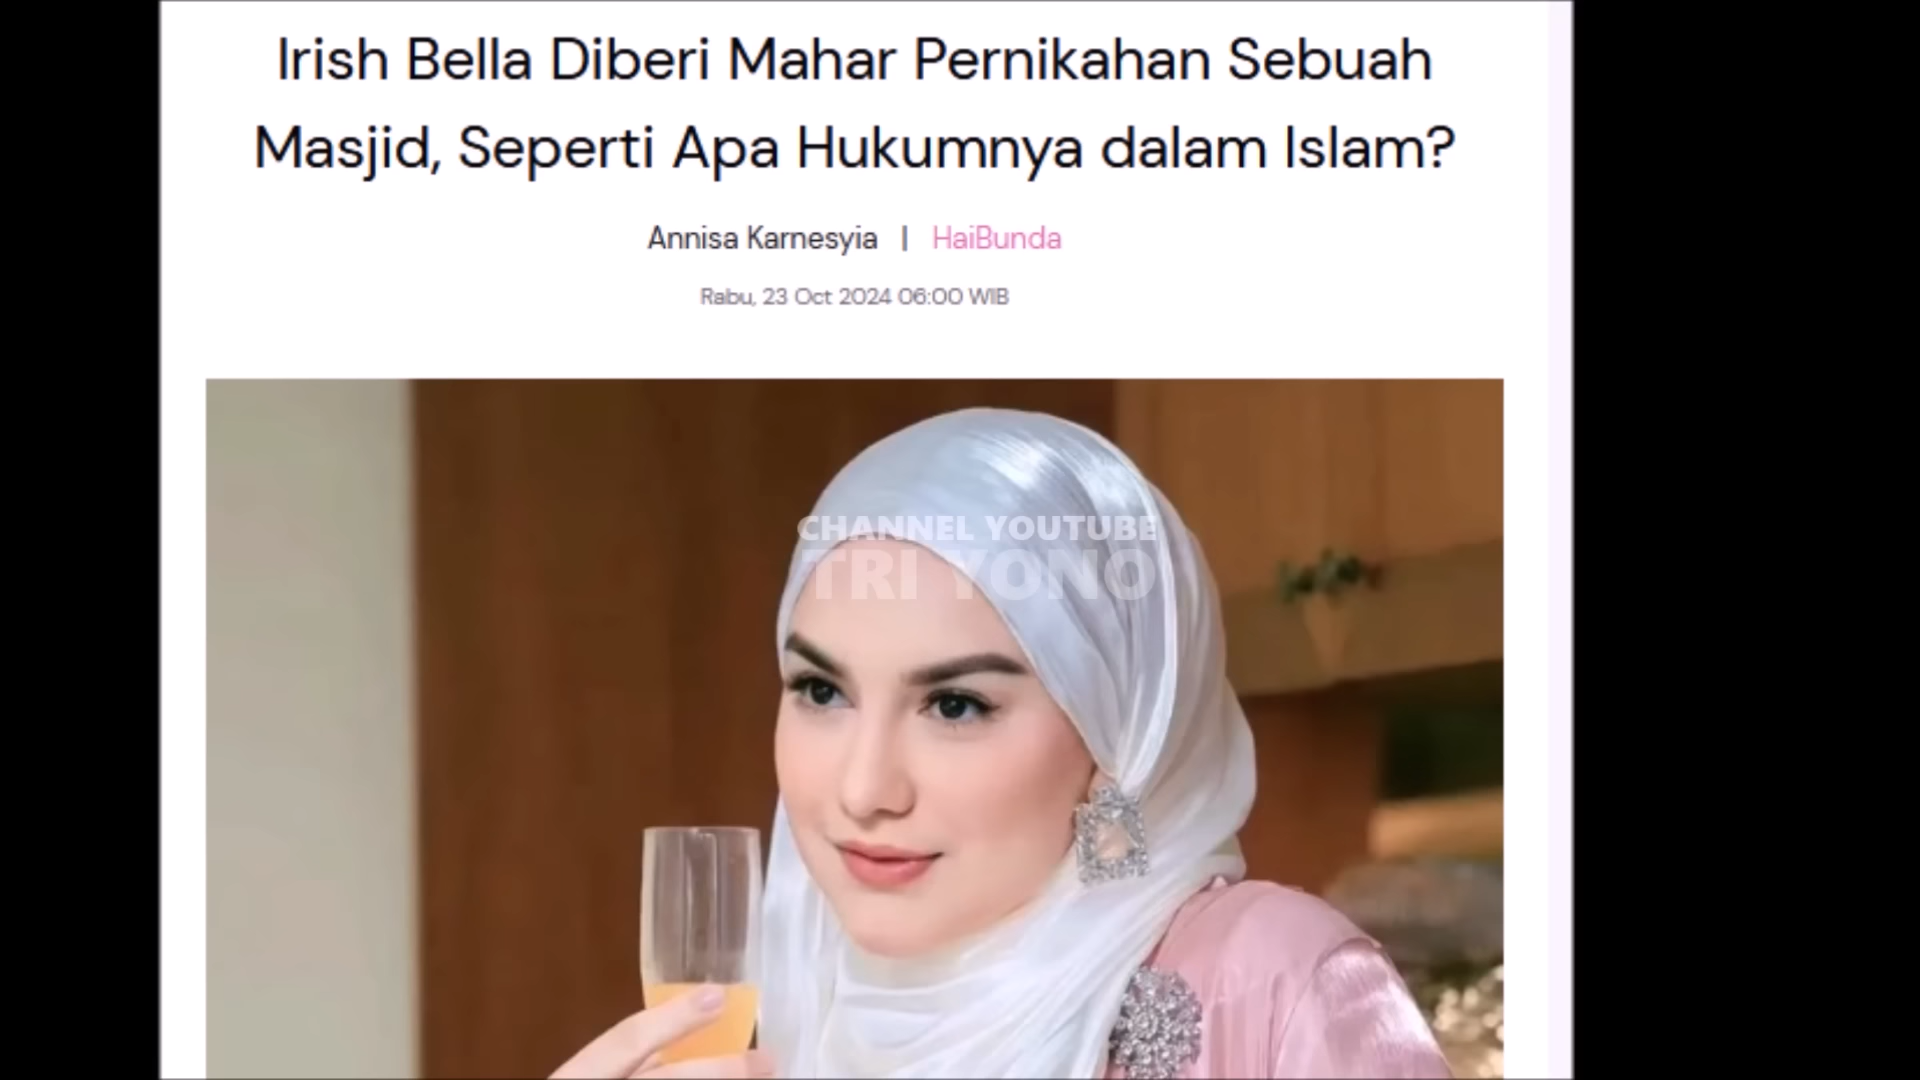 Irish Bella Diberi Mahar Pernikahan Sebuah
Masjid, Seperti Apa Hukumnya dalam Islam?
Annisa Karnesyia | HaiBunda
Rabu, 23 Oct 2024 06:00 WIB
CHANNEL YOUTUBE
TRI YONO